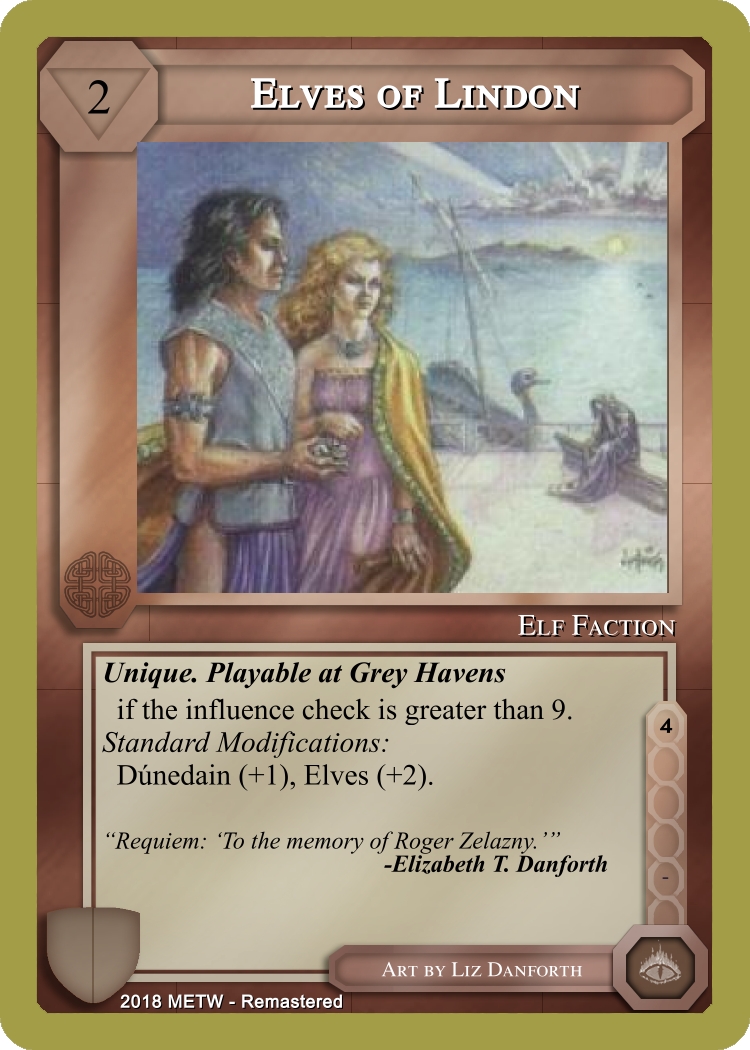 2
Elves of Lindon
Elf Faction
Unique. Playable at Grey Havens
if the influence check is greater than 9.
Standard Modifications:
Dúnedain (+1), Elves (+2).
4
“Requiem: ‘To the memory of Roger Zelazny.’”
-Elizabeth T. Danforth
-
Art by Liz Danforth
2018 METW - Remastered